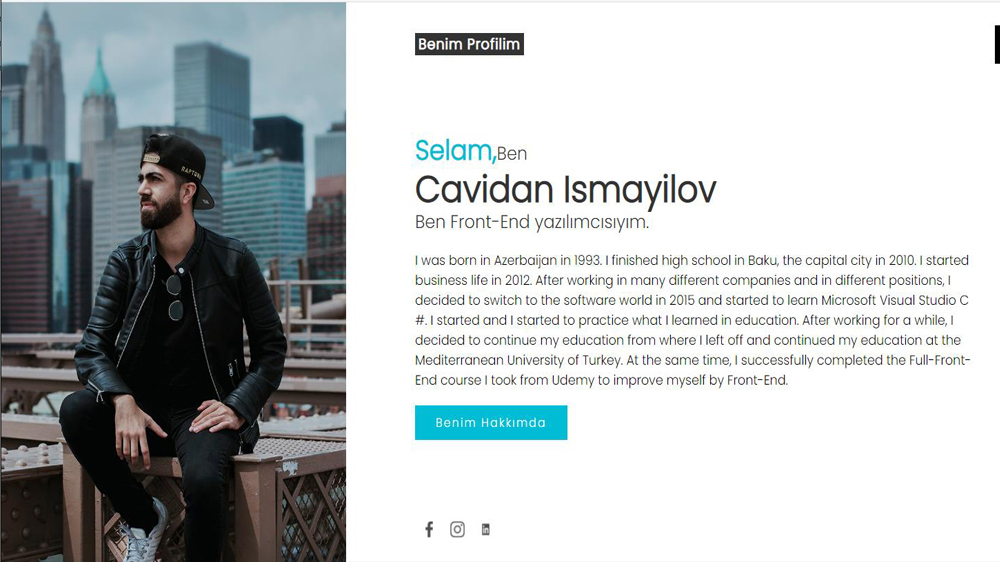 Benim Profilim
Selam,Ben
Cavidan Ismayilov
Ben Front-End yazılımcısıyım.
I was born in Azerbaijan in 1993. I finished high school in Baku, the capital city in 2010. I started
business life in 2012. After working in many different companies and in different positions, I
decided to switch to the software world in 2015 and started to learn Microsoft Visual Studio C
#. I started and I started to practice what I learned in education. After working for a while, I
decided to continue my education from where I left off and continued my education at the
Mediterranean University of Turkey. At the same time, I successfully completed the Full-Front-
End course I took from Udemy to improve myself by Front-End.
Benim Hakkımda